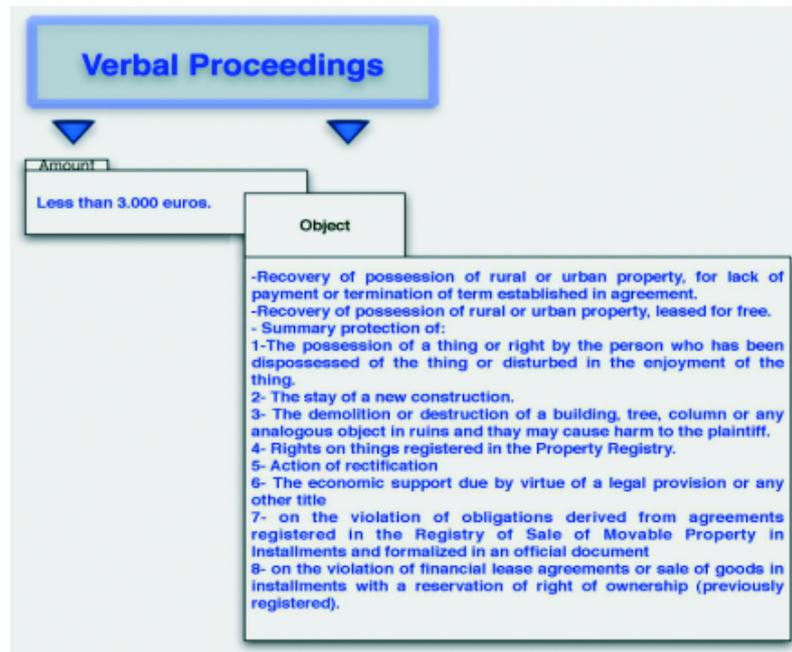 Verbal Proceedings
Amount
Less than 3.000 euros.
Object
-Recovery of possession of rural or urban property, for lack of
payment or termination of term established in agreement.
-Recovery of possession of rural or urban property, leased for free.
- Summary protection of:
1-The possession of a thing or right by the person who has been
dispossessed of the thing or disturbed in the enjoyment of the
thing.
2- The stay of a new construction.
3- The demolition or destruction of a building, tree, column or any
analogous object in ruins and thay may cause harm to the plaintiff.
4- Rights on things registered in the Property Registry.
5- Action of rectification
6- The economic support due by virtue of a legal provision or any
other title
7- on the violation of obligations derived from agreements
registered in the Registry of Sale of Movable Property in
Installments and formalized in an official document
8- on the violation of financial lease agreements or sale of goods in
installments with a reservation of right of ownership (previously
registered).